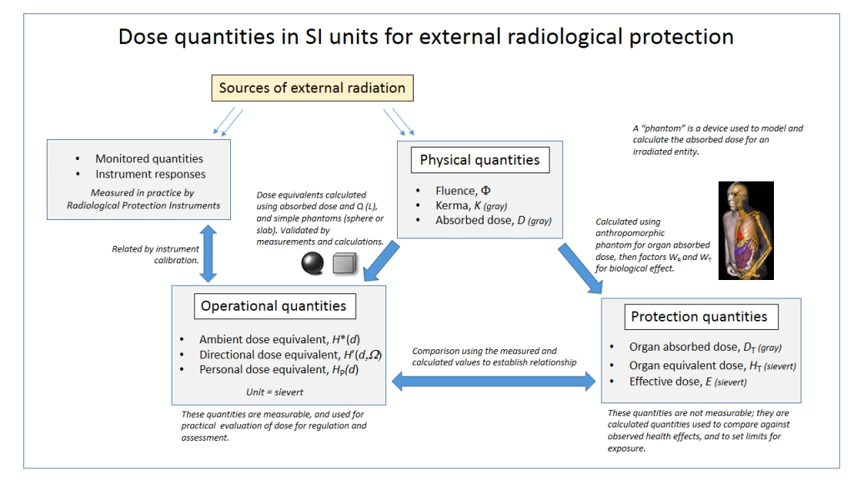 Dose quantities in SI units for external radiological protection
Sources of external radiation
A “phantom” is a device used to model and
calculate the absorbed dose for an
irradiated entity.
• Monitored quantities
• Instrument responses
Measured in practice by
Radiological Protection Instruments
Physical quantities
• Fluence, Φ
• Kerma, K (gray)
• Absorbed dose, D (gray)
Dose equivalents calculated
using absorbed dose and Q (L),
and simple phantoms (sphere or
slab). Validated by
measurements and calculations.
Calculated using
anthropomorphic
phantom for organ absorbed
dose, then factors WR and WT
for biological effect.
Related by instrument
calibration.
Operational quantities
• Ambient dose equivalent, H*(d)
• Directional dose equivalent, H'(d,Ω)
• Personal dose equivalent, HP(d)
Unit = sievert
Protection quantities
• Organ absorbed dose, DT (gray)
• Organ equivalent dose, HT (sievert)
• Effective dose, E (sievert)
Comparison using the measured and
calculated values to establish relationship
These quantities are measurable, and used for
practical evaluation of dose for regulation and
assessment.
These quantities are not measurable; they are
calculated quantities used to compare against
observed health effects, and to set limits for
exposure.